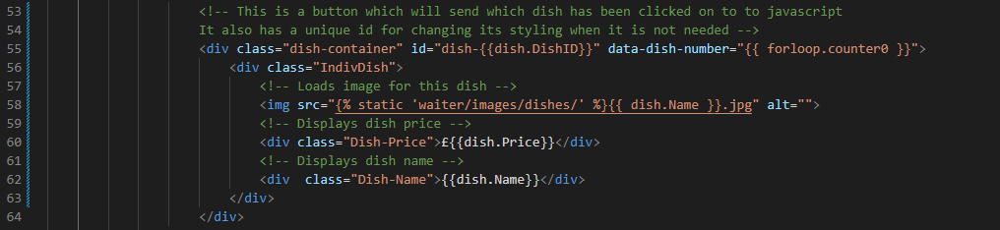 53 <!-- This is a button which will send which dish has been clicked on to to javascript
54 It also has a unique id for changing its styling when it is not needed -->
55 <div class="dish-container" id="dish-{{dish.DishID}}" data-dish-number="{{ forloop.counter0 }}">
56 <div class="IndivDish">
57 <!-- Loads image for this dish -->
58 <img src="{% static 'waiter/images/dishes/' %}{{ dish.Name }}.jpg" alt="">
59 <!-- Displays dish price -->
60 <div class="Dish-Price">£{{dish.Price}}</div>
61 <!-- Displays dish name -->
62 <div  class="Dish-Name">{{dish.Name}}</div>
63 </div>
64 </div>